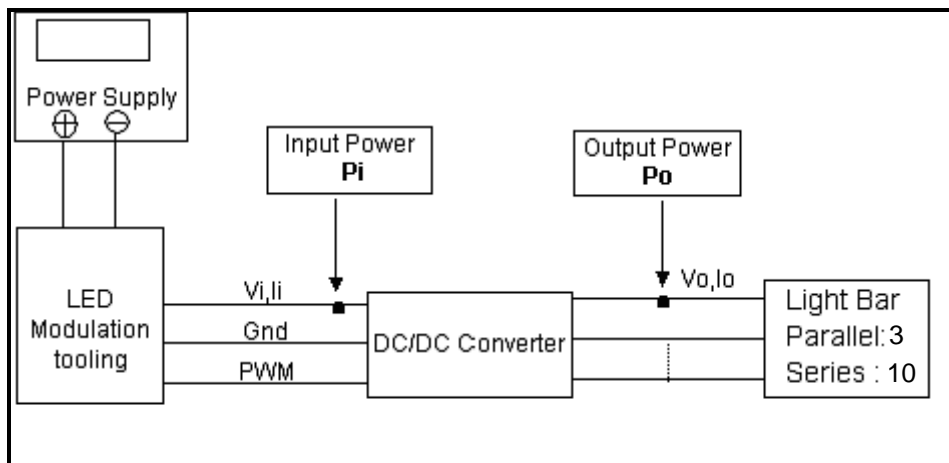 Power Supply
Input Power
Pi
Output Power
Po
LED
Modulation
tooling
Vi,Ii
Gnd
PWM
DC/DC Converter
Vo,Io
Light Bar
Parallel: 3
Series : 10